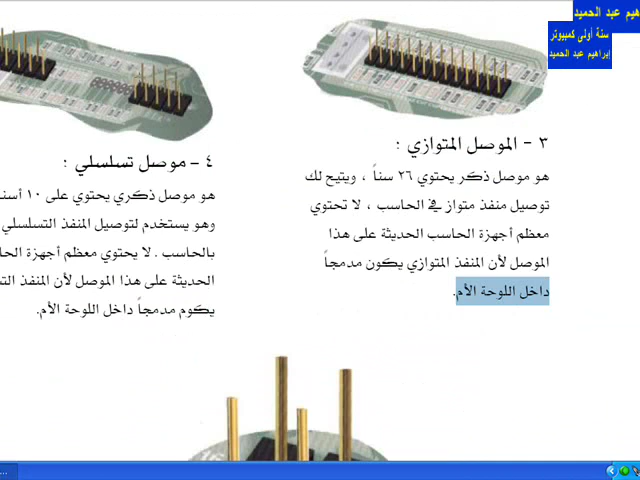 هيم عبد الحميد
سنة أولى كمبيوتر
إبراهيم عبد الحميد
٣ - الموصل المتوازي :
هو موصل ذكر يحتوي ٢٦ سناً ، ويتيح لك
توصيل منفذ متواز في الحاسب ، لا تحتوي
معظم أجهزة الحاسب الحديثة على هذا
الموصل لأن المنفذ المتوازي يكون مدمجاً
داخل اللوحة الأم.
٤ - موصل تسلسلي :
هو موصل ذكري يحتوي على ١٠ أسنا
وهو يستخدم لتوصيل المنفذ التسلسلي
بالحاسب . لا يحتوي معظم أجهزة الحا
الحديثة على هذا الموصل لأن المنفذ الت
يكوم مدمجاً داخل اللوحة الأم.